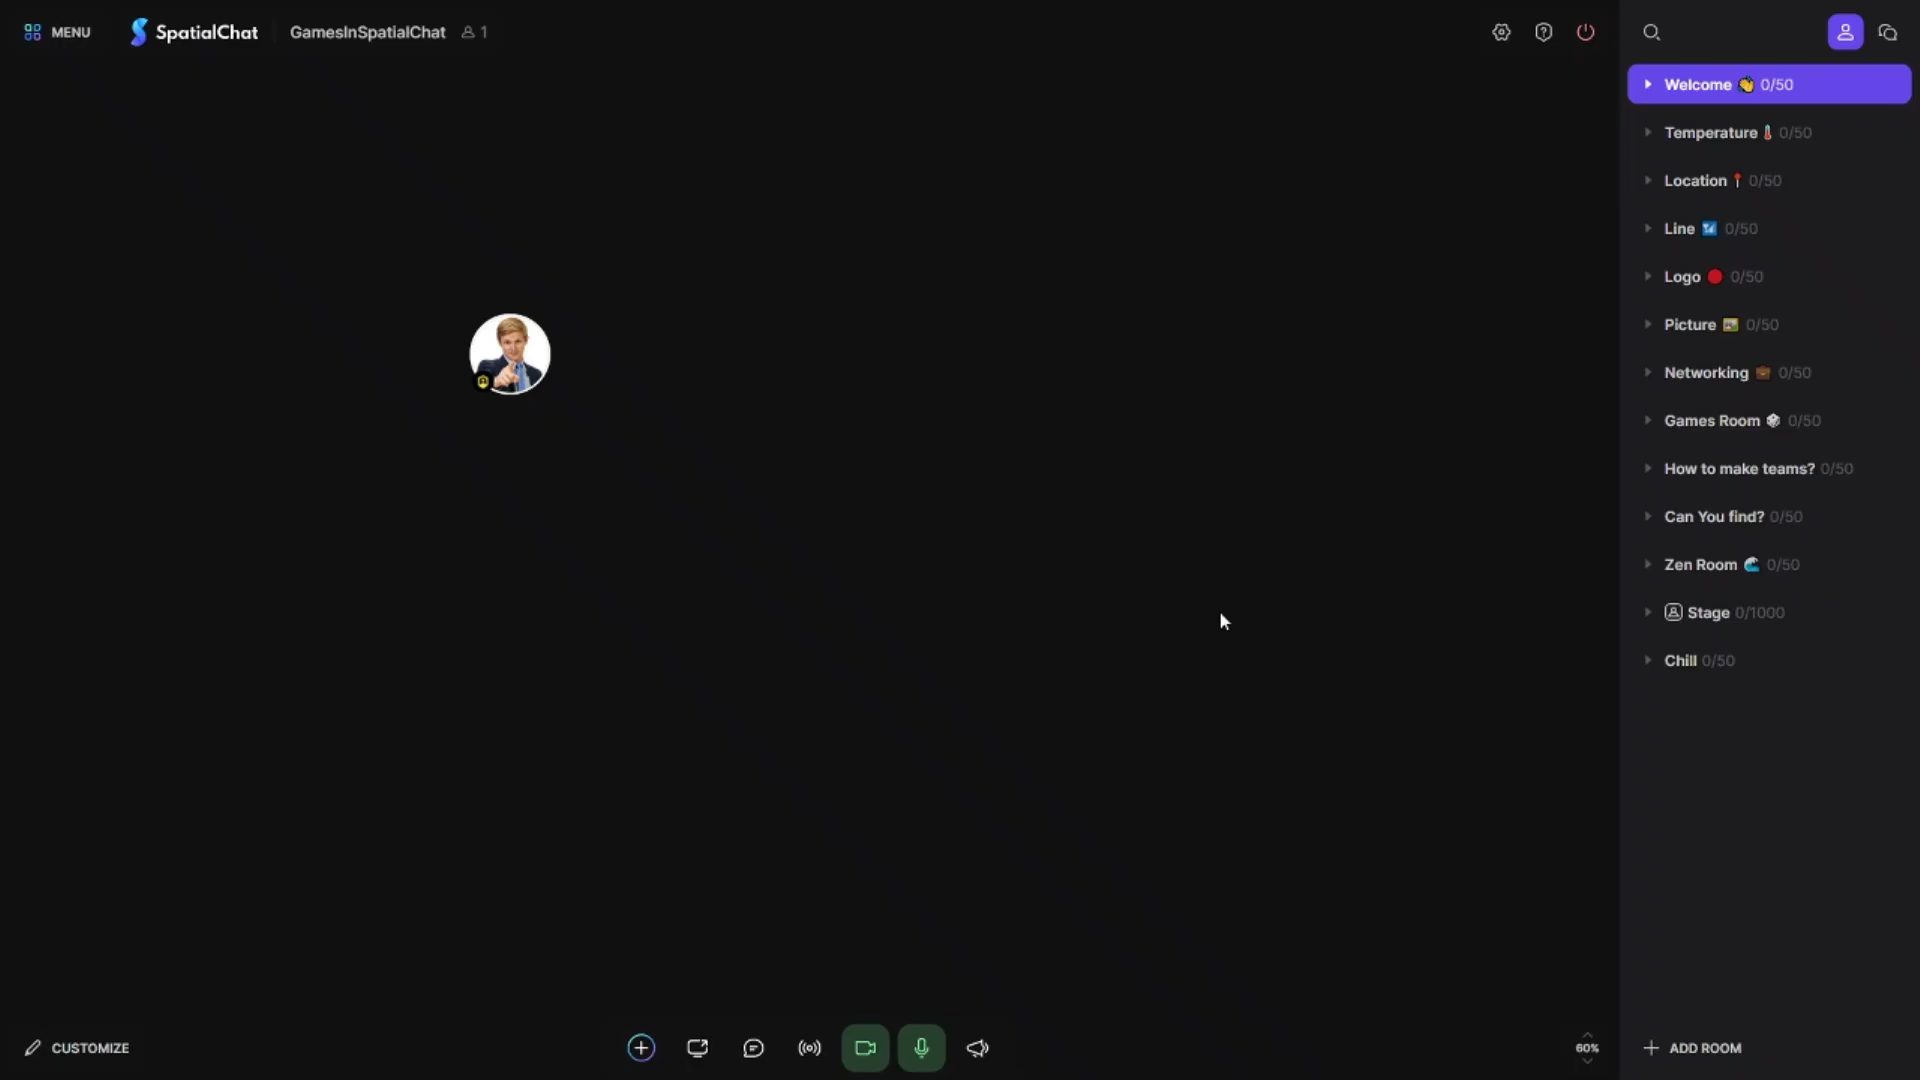 MENU
SpatialChat
GamesInSpatialChat 1
Welcome 👋 0/50
Temperature 🌡 0/50
Location 📍 0/50
Line 📶 0/50
Logo 🔴 0/50
Picture 🖼 0/50
Networking 💼 0/50
Games Room 🎲 0/50
How to make teams? 0/50
Can You find? 0/50
Zen Room 🌊 0/50
Stage 0/1000
Chill 0/50
CUSTOMIZE
60%
ADD ROOM